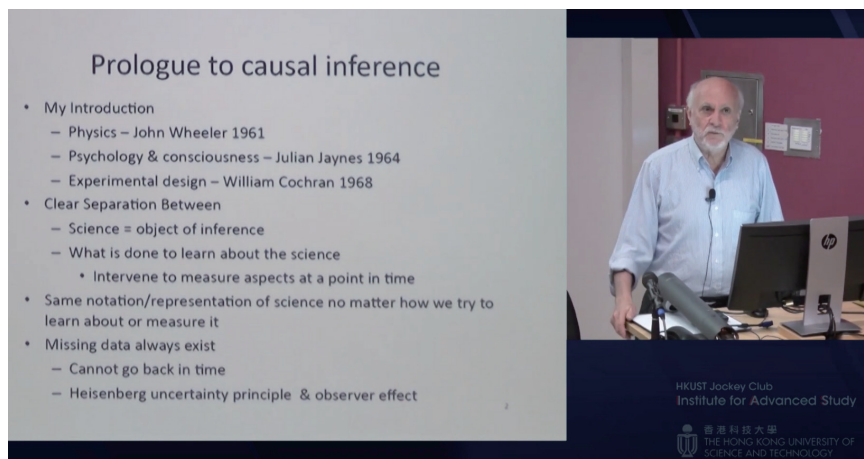 Prologue to causal inference
• My Introduction
– Physics – John Wheeler 1961
– Psychology & consciousness – Julian Jaynes 1964
– Experimental design – William Cochran 1968
• Clear Separation Between
– Science = object of inference
– What is done to learn about the science
• Intervene to measure aspects at a point in time
• Same notation/representation of science no matter how we try to
learn about or measure it
• Missing data always exist
– Cannot go back in time
– Heisenberg uncertainty principle & observer effect
2
hp
HKUST Jockey Club
Institute for Advanced Study
香港科技大學
THE HONG KONG UNIVERSITY OF
SCIENCE AND TECHNOLOGY